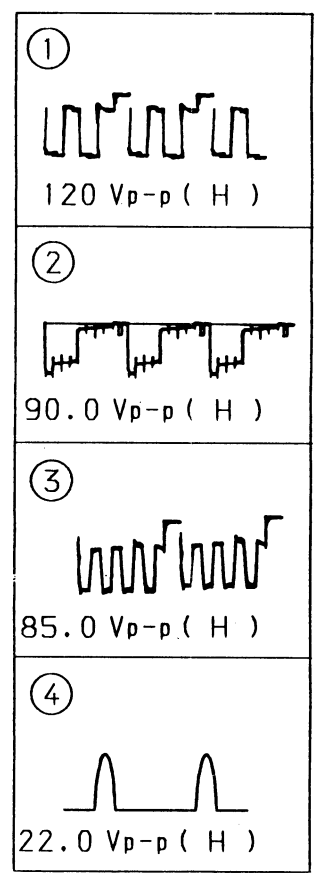 ①
120 Vp-p ( H )
②
90.0 Vp-p ( H )
③
85.0 Vp-p ( H )
④
22.0 Vp-p ( H )